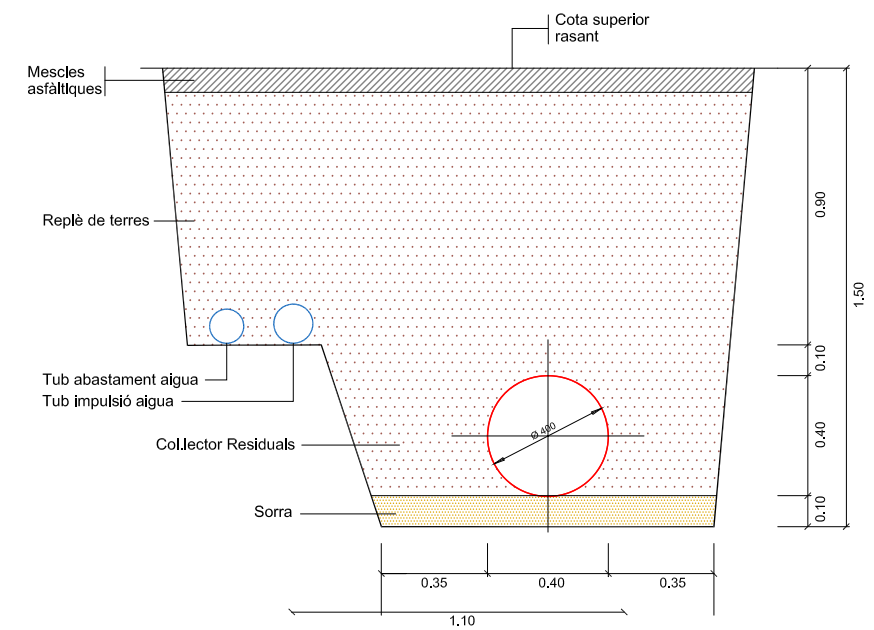 Cota superior
rasant
Mescles
asfàltiques
Replè de terres
Tub abastament aigua
Tub impulsió aigua
Col.lector Residuals
Sorra
Ø 400
0.90
1.50
0.10
0.40
0.10
0.35
0.40
0.35
1.10